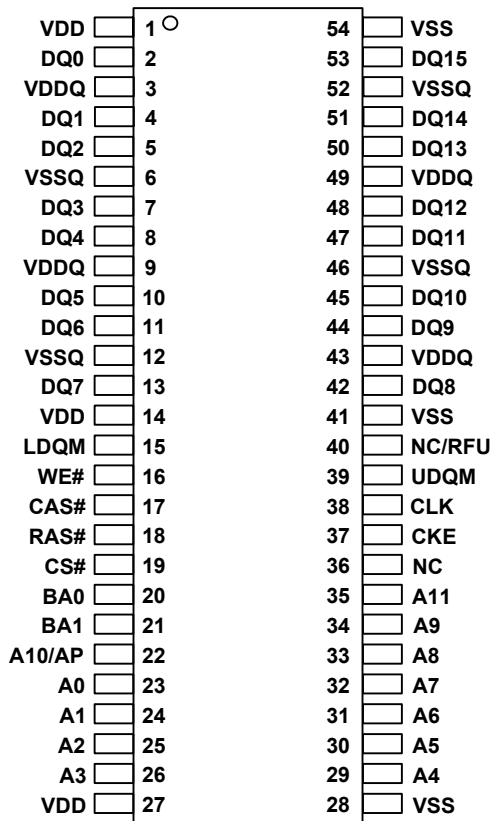 VDD 1 54 VSS
DQ0 2 53 DQ15
VDDQ 3 52 VSSQ
DQ1 4 51 DQ14
DQ2 5 50 DQ13
VSSQ 6 49 VDDQ
DQ3 7 48 DQ12
DQ4 8 47 DQ11
VDDQ 9 46 VSSQ
DQ5 10 45 DQ10
DQ6 11 44 DQ9
VSSQ 12 43 VDDQ
DQ7 13 42 DQ8
VDD 14 41 VSS
LDQM 15 40 NC/RFU
WE# 16 39 UDQM
CAS# 17 38 CLK
RAS# 18 37 CKE
CS# 19 36 NC
BA0 20 35 A11
BA1 21 34 A9
A10/AP 22 33 A8
A0 23 32 A7
A1 24 31 A6
A2 25 30 A5
A3 26 29 A4
VDD 27 28 VSS